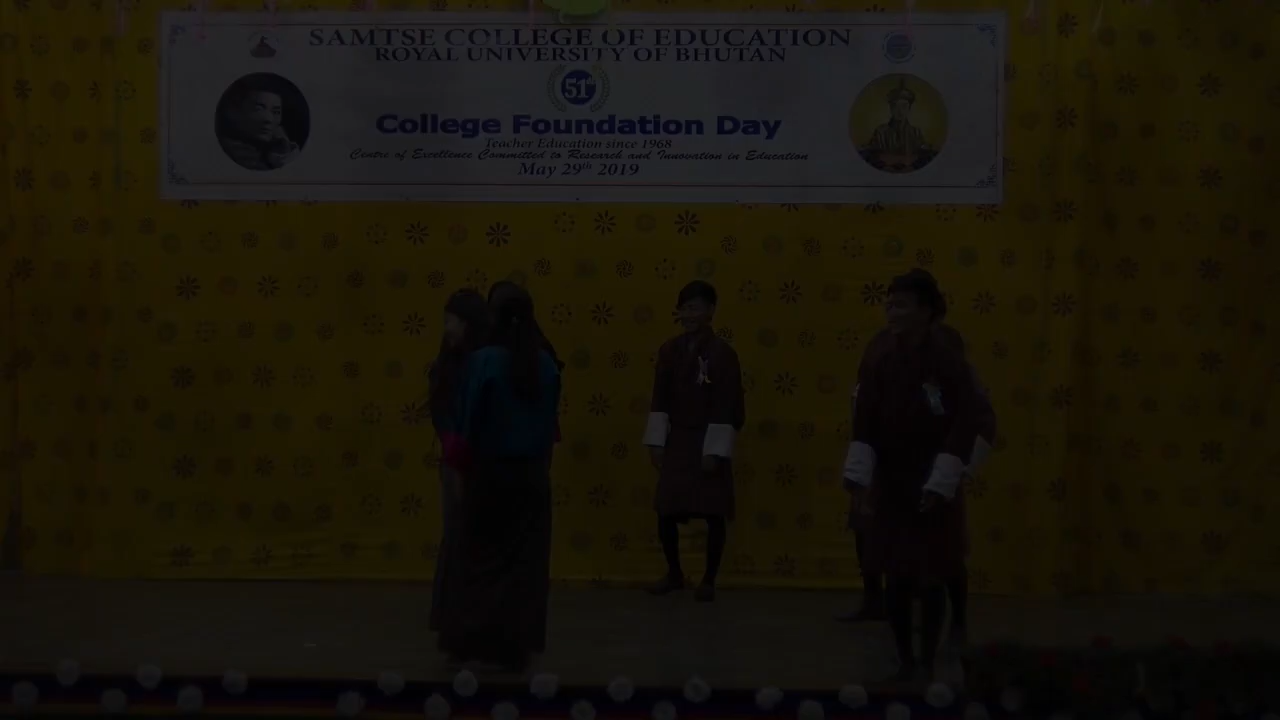 SAMTSE COLLEGE OF EDUCATION
ROYAL UNIVERSITY OF BHUTAN
51st
College Foundation Day
Teacher Education since 1968
Centre of Excellence Committed to Research and Innovation in Education
May 29th 2019